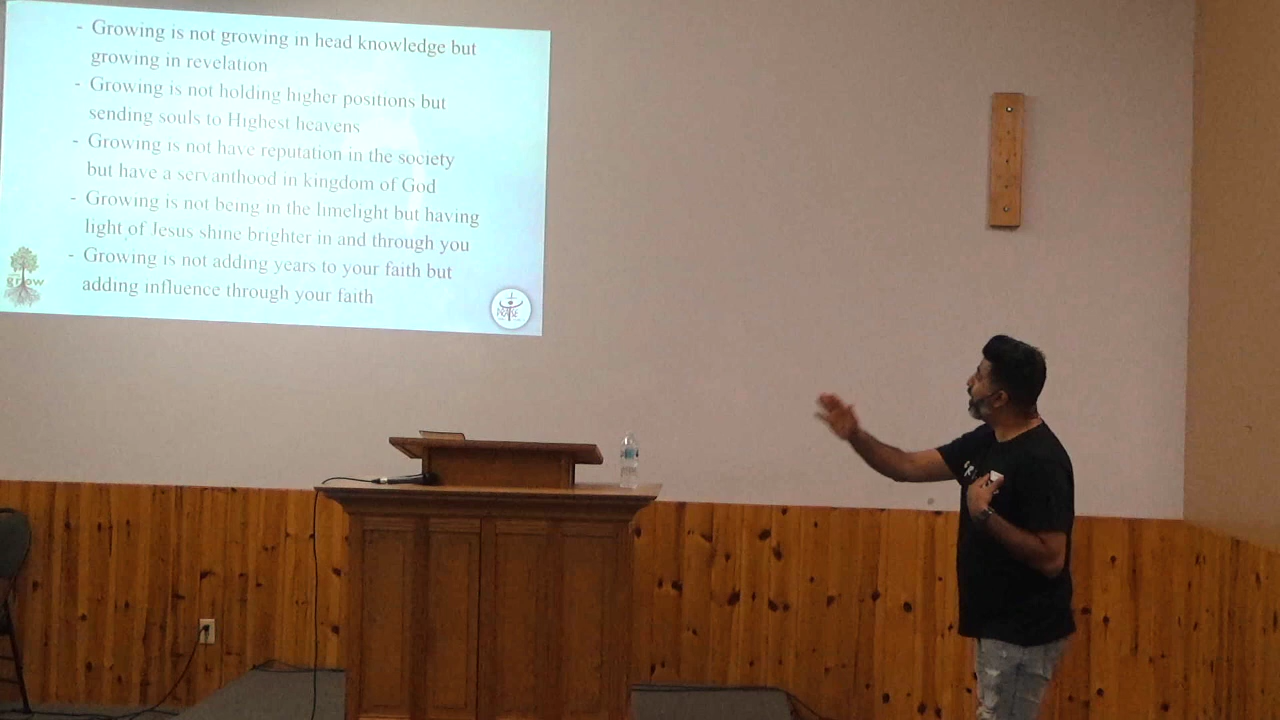 - Growing is not growing in head knowledge but
growing in revelation
- Growing is not holding higher positions but
sending souls to Highest heavens
- Growing is not have reputation in the society
but have a servanthood in kingdom of God
- Growing is not being in the limelight but having
light of Jesus shine brighter in and through you
- Growing is not adding years to your faith but
adding influence through your faith
grow
PRAISE